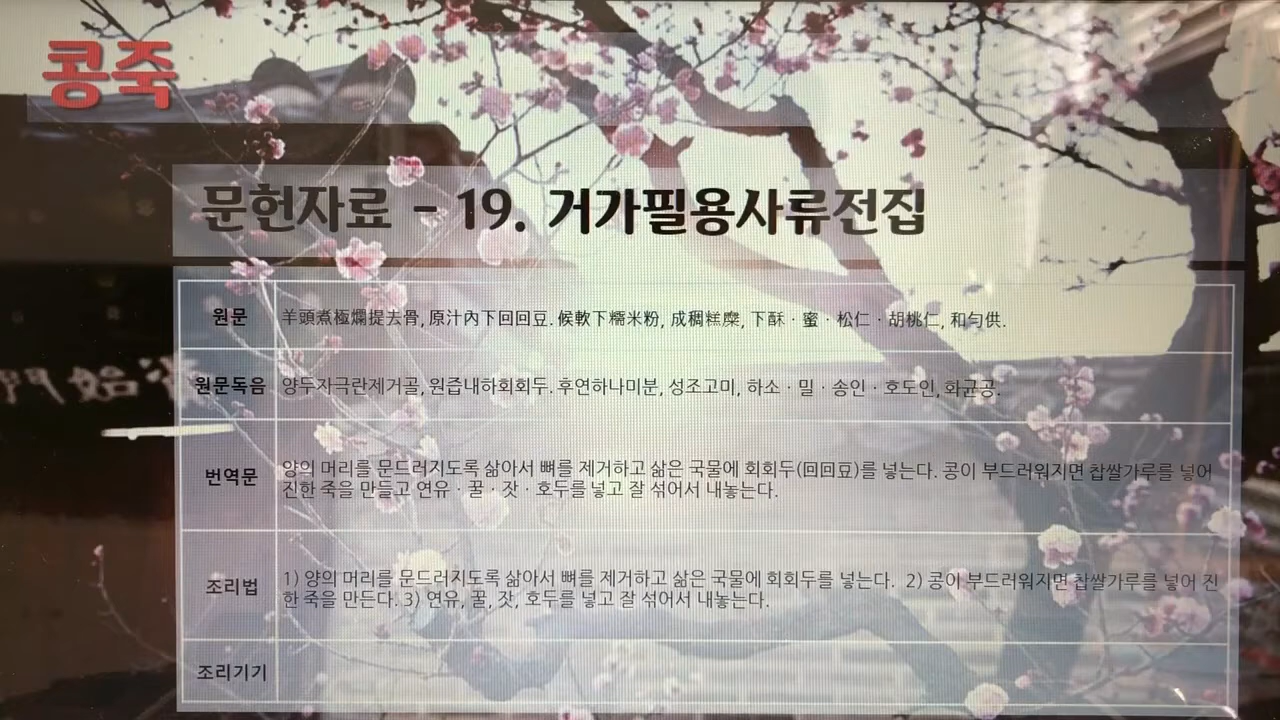 콩죽
문헌자료 - 19. 거가필용사류전집
원문
羊頭煮極爛提去骨, 原汁內下回回豆. 候軟下糯米粉, 成稠糕糜, 下酥 · 蜜 · 松仁 · 胡桃仁, 和勻供.
원문독음
양두자극란제거골, 원즙내하회회두. 후연하나미분, 성조고미, 하소 · 밀 · 송인 · 호도인, 화균공.
번역문
양의 머리를 문드러지도록 삶아서 뼈를 제거하고 삶은 국물에 회회두(回回豆)를 넣는다. 콩이 부드러워지면 찹쌀가루를 넣어
진한 죽을 만들고 연유 · 꿀 · 잣 · 호두를 넣고 잘 섞어서 내놓는다.
조리법
1) 양의 머리를 문드러지도록 삶아서 뼈를 제거하고 삶은 국물에 회회두를 넣는다. 2) 콩이 부드러워지면 찹쌀가루를 넣어 진
한 죽을 만든다. 3) 연유, 꿀, 잣, 호두를 넣고 잘 섞어서 내놓는다.
조리기기
門始